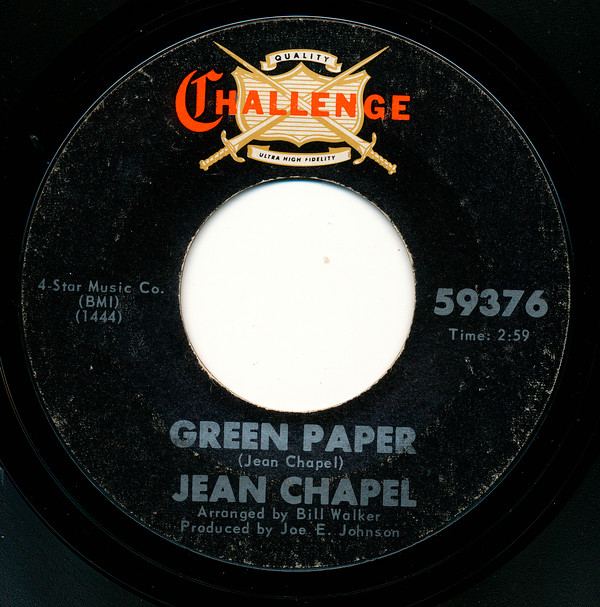 QUALITY
CHALLENGE
ULTRA HIGH FIDELITY
4-Star Music Co.
(BMI)
(1444)
59376
Time: 2:59
GREEN PAPER
(Jean Chapel)
JEAN CHAPEL
Arranged by Bill Walker
Produced by Joe E. Johnson